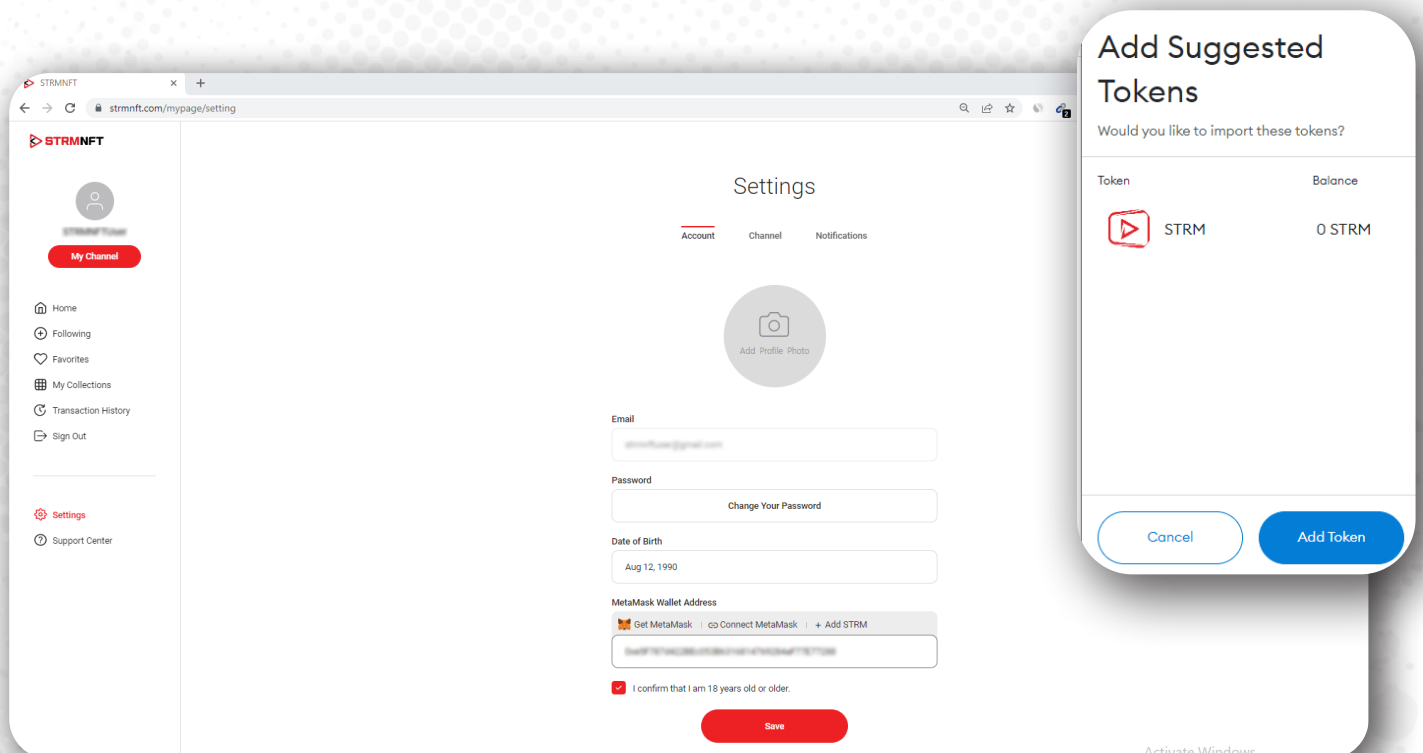 STRMNFT
strmnft.com/mypage/setting
2
STRMNFT
My Channel
Home
Following
Favorites
My Collections
Transaction History
Sign Out
Settings
Support Center
Settings
Account Channel Notifications
Add Profile Photo
Email
Password
Change Your Password
Date of Birth
Aug 12, 1990
MetaMask Wallet Address
Get MetaMask | Connect MetaMask | + Add STRM
I confirm that I am 18 years old or older.
Save
Add Suggested
Tokens
Would you like to import these tokens?
Token Balance
STRM 0 STRM
Cancel Add Token
Activate Windows